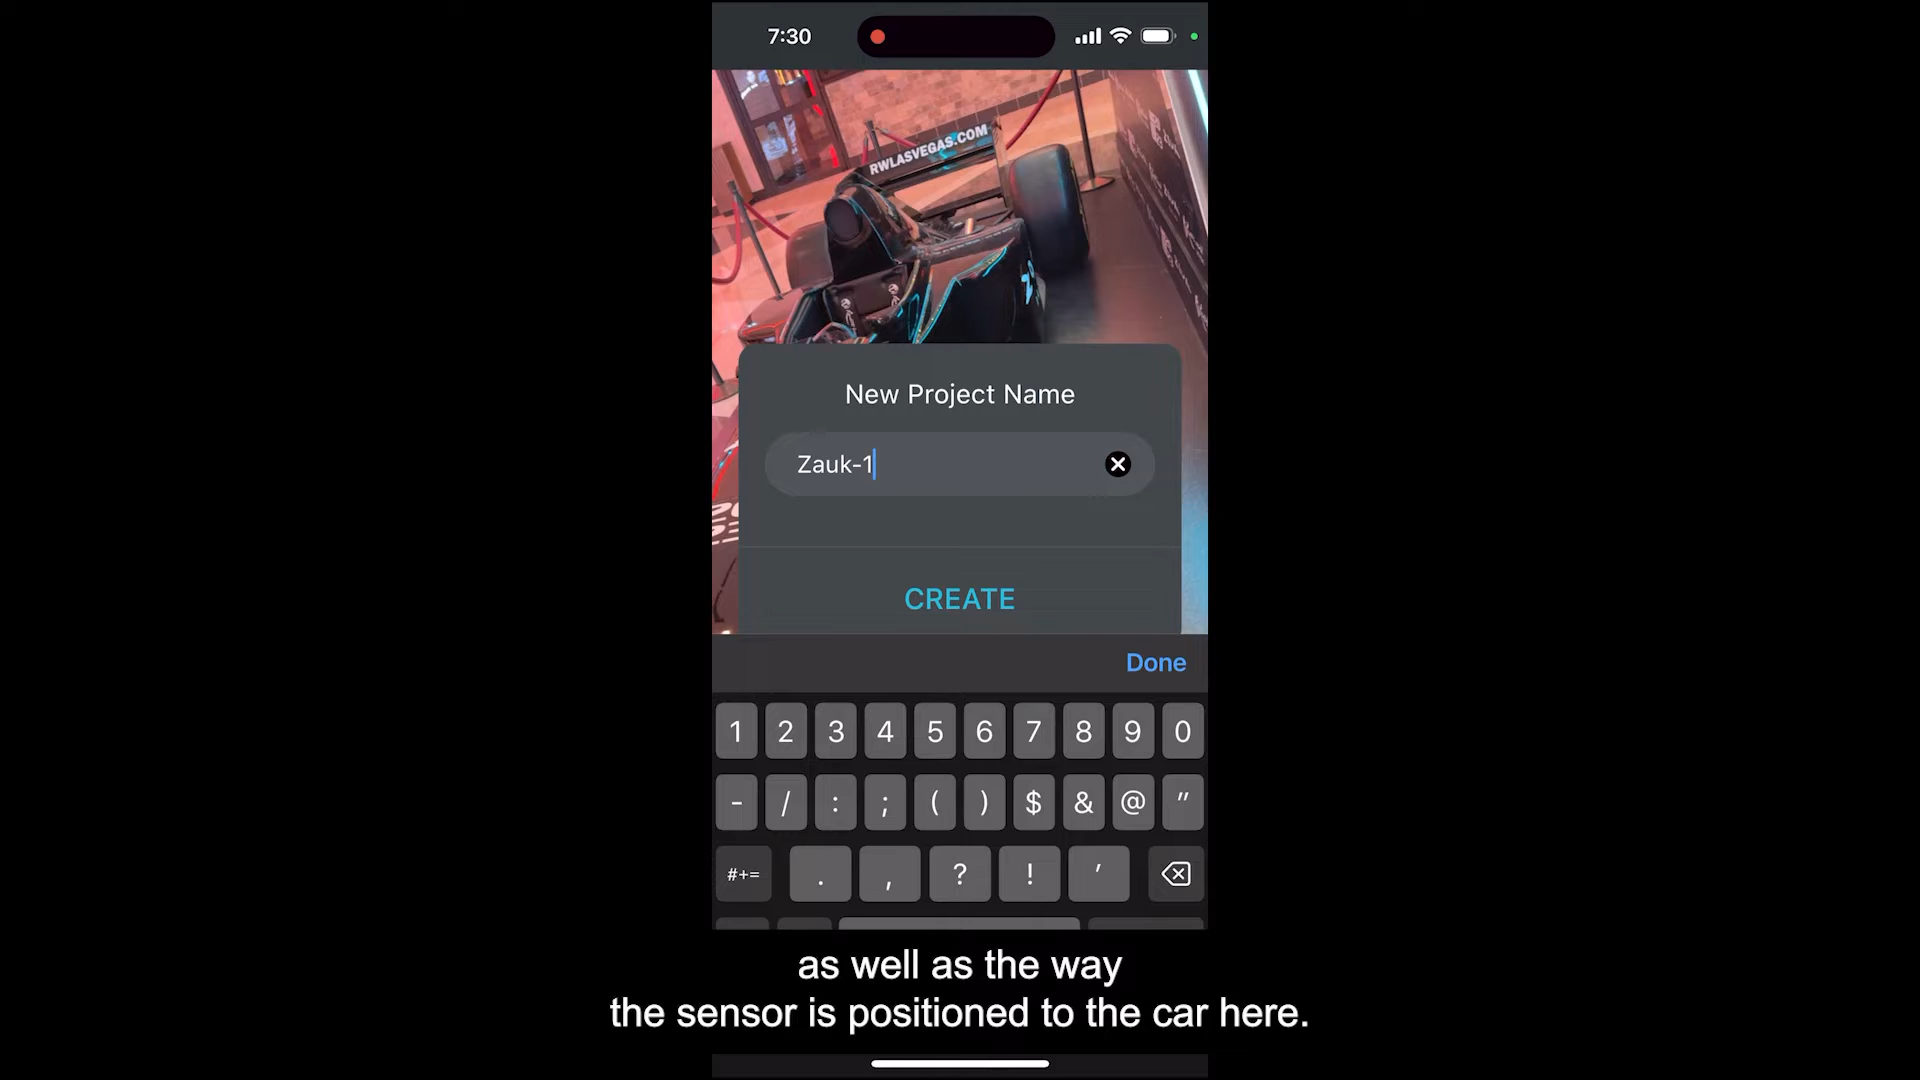 7:30
RWLASVEGAS.COM
New Project Name
Zauk-1
CREATE
Done
1 2 3 4 5 6 7 8 9 0
- / : ; ( ) $ & @ "
#+= . , ? ! '
as well as the way
the sensor is positioned to the car here.